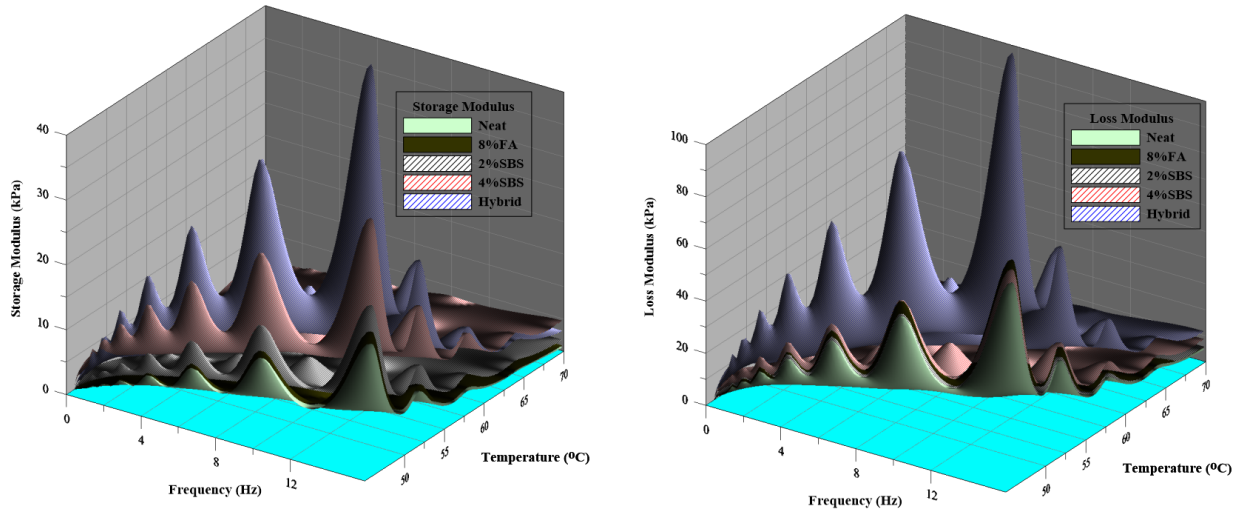 Storage Modulus
Neat
8%FA
2%SBS
4%SBS
Hybrid
Storage Modulus (kPa)
40
30
20
10
0
0
4
8
12
Frequency (Hz)
50
55
60
65
70
Temperature (ºC)
Loss Modulus
Neat
8%FA
2%SBS
4%SBS
Hybrid
Loss Modulus (kPa)
100
80
60
40
20
0
0
4
8
12
Frequency (Hz)
50
55
60
65
70
Temperature (ºC)